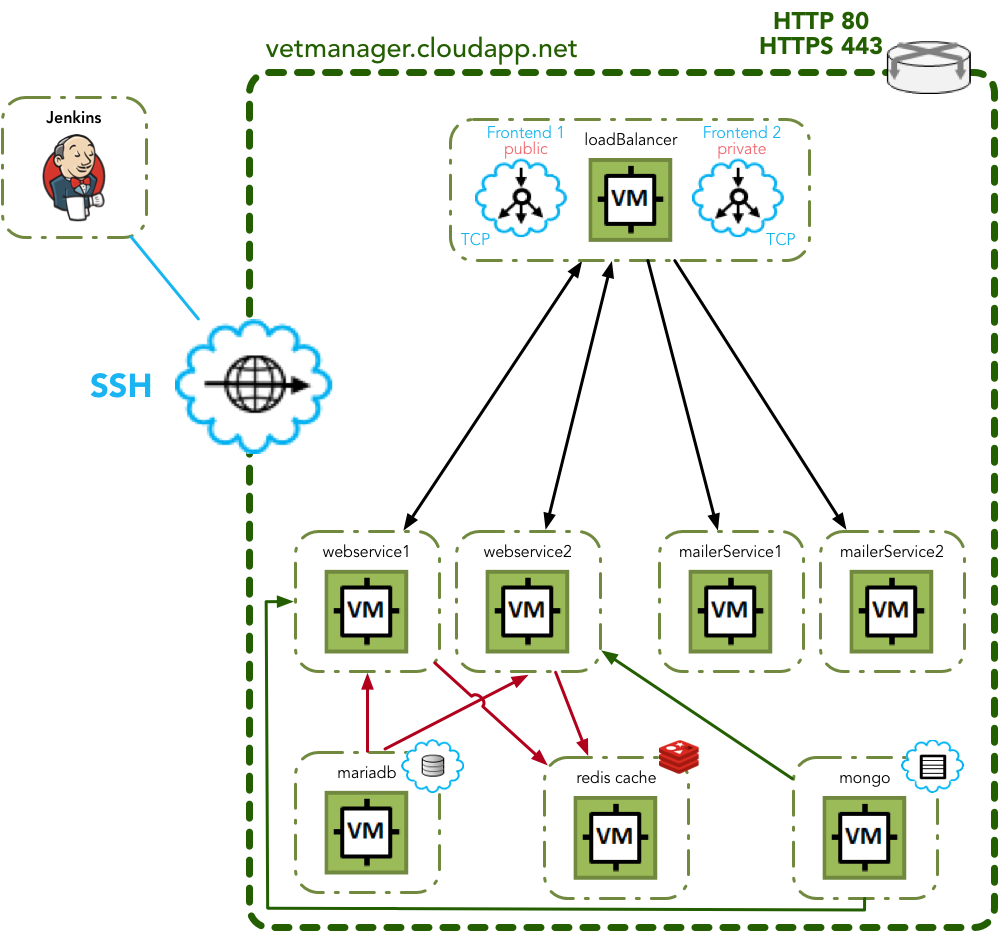 HTTP 80
HTTPS 443
vetmanager.cloudapp.net
Jenkins
Frontend 1
public
loadBalancer
Frontend 2
private
VM
TCP
TCP
SSH
webservice1
webservice2
mailerService1
mailerService2
VM
VM
VM
VM
mariadb
redis cache
mongo
VM
VM
VM